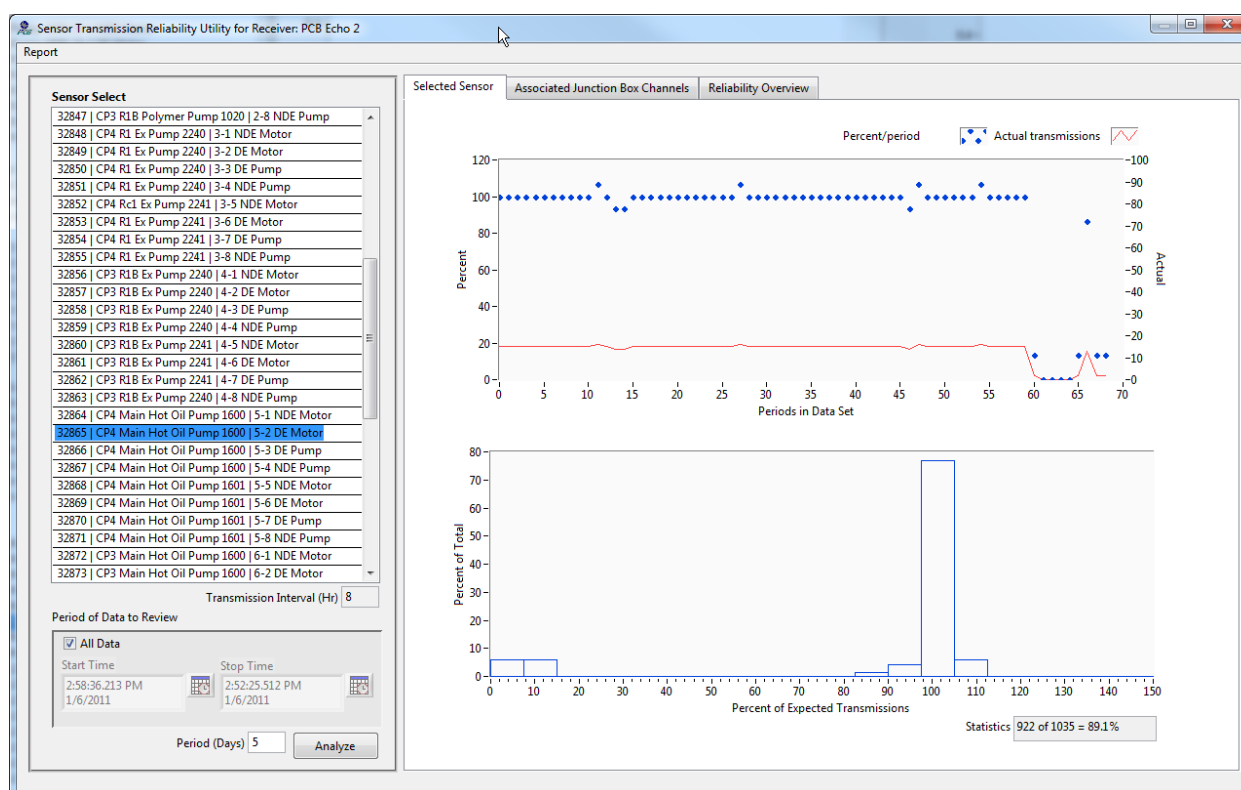 Sensor Transmission Reliability Utility for Receiver: PCB Echo 2
Report
Sensor Select
32847 | CP3 R1B Polymer Pump 1020 | 2-8 NDE Pump
32848 | CP4 R1 Ex Pump 2240 | 3-1 NDE Motor
32849 | CP4 R1 Ex Pump 2240 | 3-2 DE Motor
32850 | CP4 R1 Ex Pump 2240 | 3-3 DE Pump
32851 | CP4 R1 Ex Pump 2240 | 3-4 NDE Pump
32852 | CP4 Rc1 Ex Pump 2241 | 3-5 NDE Motor
32853 | CP4 R1 Ex Pump 2241 | 3-6 DE Motor
32854 | CP4 R1 Ex Pump 2241 | 3-7 DE Pump
32855 | CP4 R1 Ex Pump 2241 | 3-8 NDE Pump
32856 | CP3 R1B Ex Pump 2240 | 4-1 NDE Motor
32857 | CP3 R1B Ex Pump 2240 | 4-2 DE Motor
32858 | CP3 R1B Ex Pump 2240 | 4-3 DE Pump
32859 | CP3 R1B Ex Pump 2240 | 4-4 NDE Pump
32860 | CP3 R1B Ex Pump 2241 | 4-5 NDE Motor
32861 | CP3 R1B Ex Pump 2241 | 4-6 DE Motor
32862 | CP3 R1B Ex Pump 2241 | 4-7 DE Pump
32863 | CP3 R1B Ex Pump 2240 | 4-8 NDE Pump
32864 | CP4 Main Hot Oil Pump 1600 | 5-1 NDE Motor
32865 | CP4 Main Hot Oil Pump 1600 | 5-2 DE Motor
32866 | CP4 Main Hot Oil Pump 1600 | 5-3 DE Pump
32867 | CP4 Main Hot Oil Pump 1600 | 5-4 NDE Pump
32868 | CP4 Main Hot Oil Pump 1601 | 5-5 NDE Motor
32869 | CP4 Main Hot Oil Pump 1601 | 5-6 DE Motor
32870 | CP4 Main Hot Oil Pump 1601 | 5-7 DE Pump
32871 | CP4 Main Hot Oil Pump 1601 | 5-8 NDE Pump
32872 | CP3 Main Hot Oil Pump 1600 | 6-1 NDE Motor
32873 | CP3 Main Hot Oil Pump 1600 | 6-2 DE Motor
Transmission Interval (Hr) 8
Period of Data to Review
All Data
Start Time Stop Time
2:58:36.213 PM 2:52:25.512 PM
1/6/2011 1/6/2011
Period (Days) 5 Analyze
Selected Sensor Associated Junction Box Channels Reliability Overview
Percent/period Actual transmissions
120 100
100 90
80 80
60 70
40 60
20 50
0 40
30
20
10
0
Percent
Actual
0 5 10 15 20 25 30 35 40 45 50 55 60 65 70
Periods in Data Set
80
70
60
50
40
30
20
10
0
Percent of Total
0 10 20 30 40 50 60 70 80 90 100 110 120 130 140 150
Percent of Expected Transmissions
Statistics 922 of 1035 = 89.1%